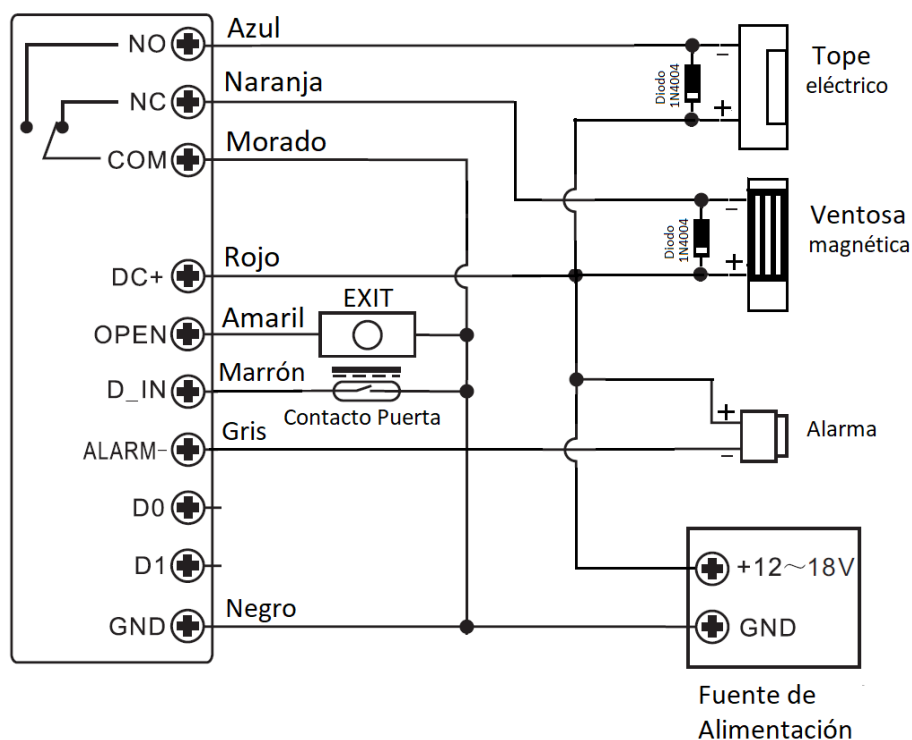 NO
Azul
NC
Naranja
COM
Morado
DC+
Rojo
OPEN
Amaril
EXIT
D_IN
Marrón
Contacto Puerta
ALARM-
Gris
D0
D1
GND
Negro
Diodo
1N4004
−
+
Tope
eléctrico
Diodo
1N4004
−
+
Ventosa
magnética
+
−
Alarma
+12~18V
GND
Fuente de
Alimentación